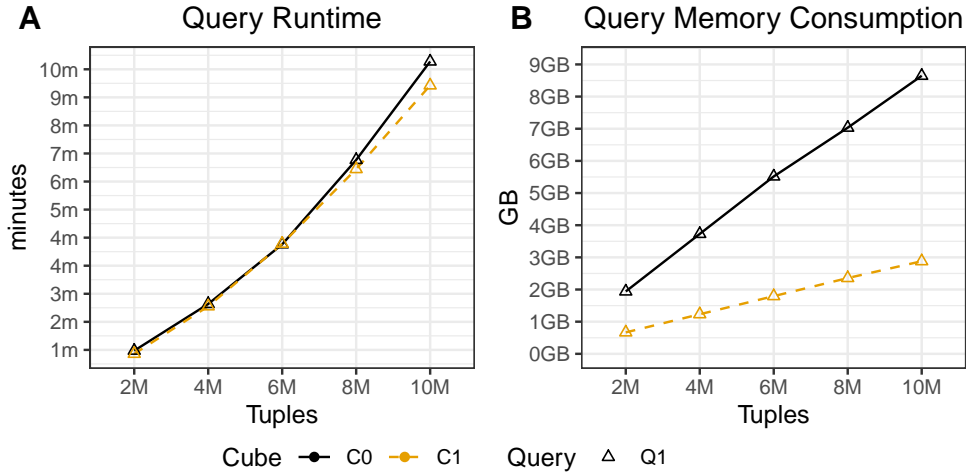 A
Query Runtime
10m
9m
8m
7m
6m
5m
4m
4m
3m
2m
1m
minutes
2M 4M 6M 8M 10M
Tuples
B
Query Memory Consumption
9GB
8GB
7GB
6GB
5GB
4GB
3GB
2GB
1GB
0GB
GB
2M 4M 6M 8M 10M
Tuples
Cube C0 C1 Query Q1